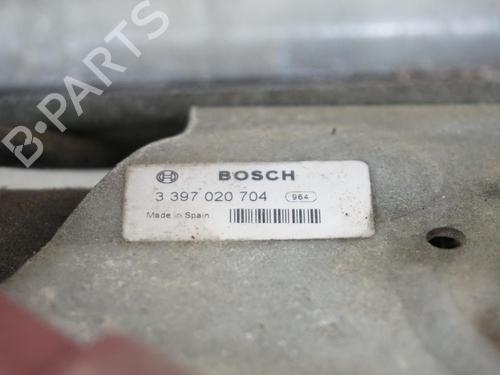 B-PARTS
BOSCH
3 397 020 704 964
Made in Spain